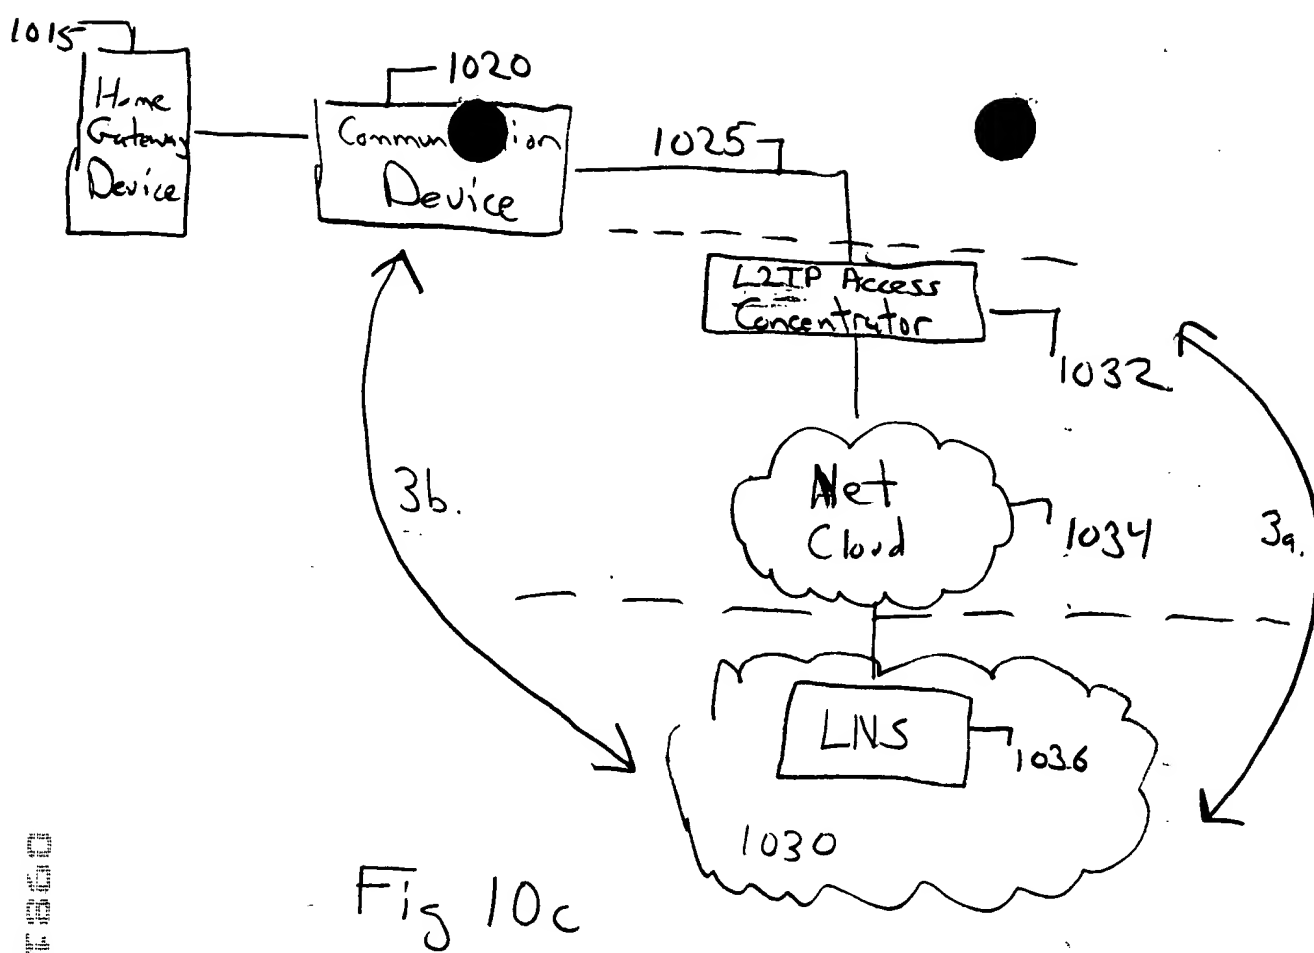 1015
Home
Gateway
Device
1020
Commun ion
Device
1025
L2TP Access
Concentrator
1032
Net
Cloud
1034
3b.
3a.
LNS
1036
1030
Fig 10c